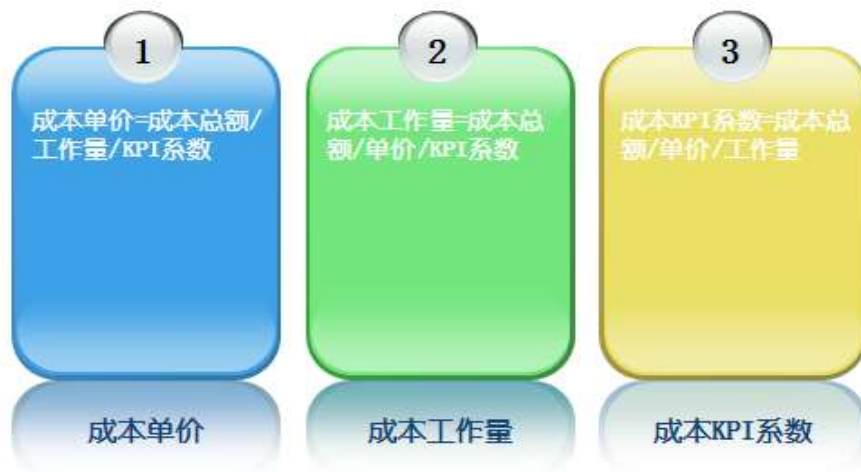 1
成本单价=成本总额/
工作量/KPI系数
成本单价
2
成本工作量=成本总
额/单价/KPI系数
成本工作量
3
成本KPI系数=成本总
额/单价/工作量
成本KPI系数